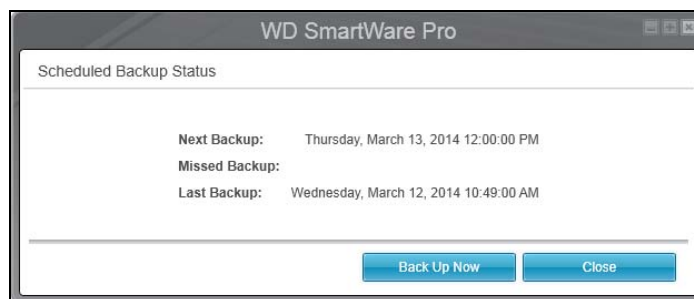 WD SmartWare Pro
Scheduled Backup Status
Next Backup: Thursday, March 13, 2014 12:00:00 PM
Missed Backup:
Last Backup: Wednesday, March 12, 2014 10:49:00 AM
Back Up Now Close